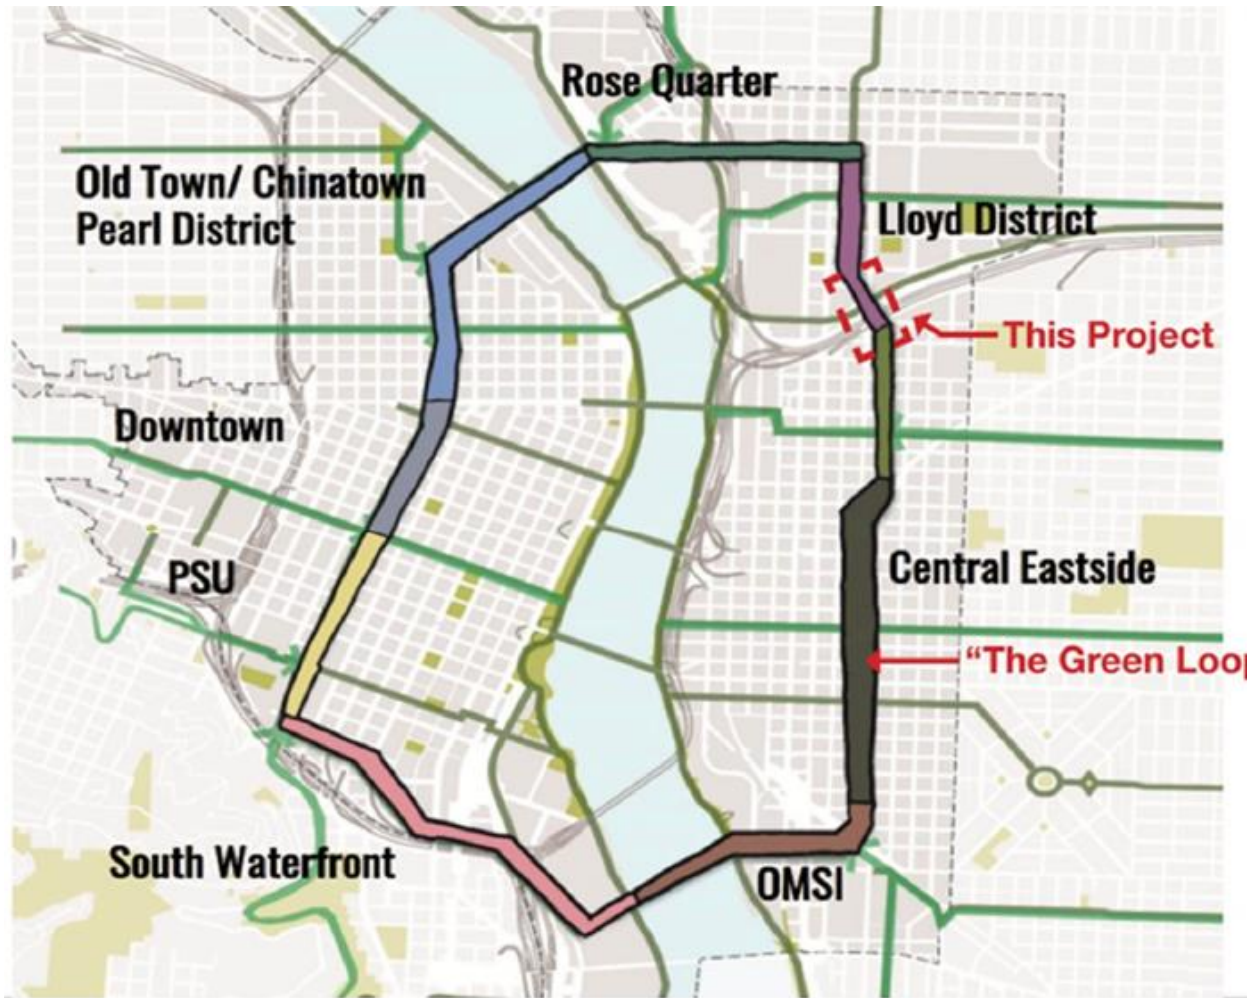 Rose Quarter
Old Town/ Chinatown
Pearl District
Lloyd District
This Project
Downtown
PSU
Central Eastside
“The Green Loop
South Waterfront
OMSI